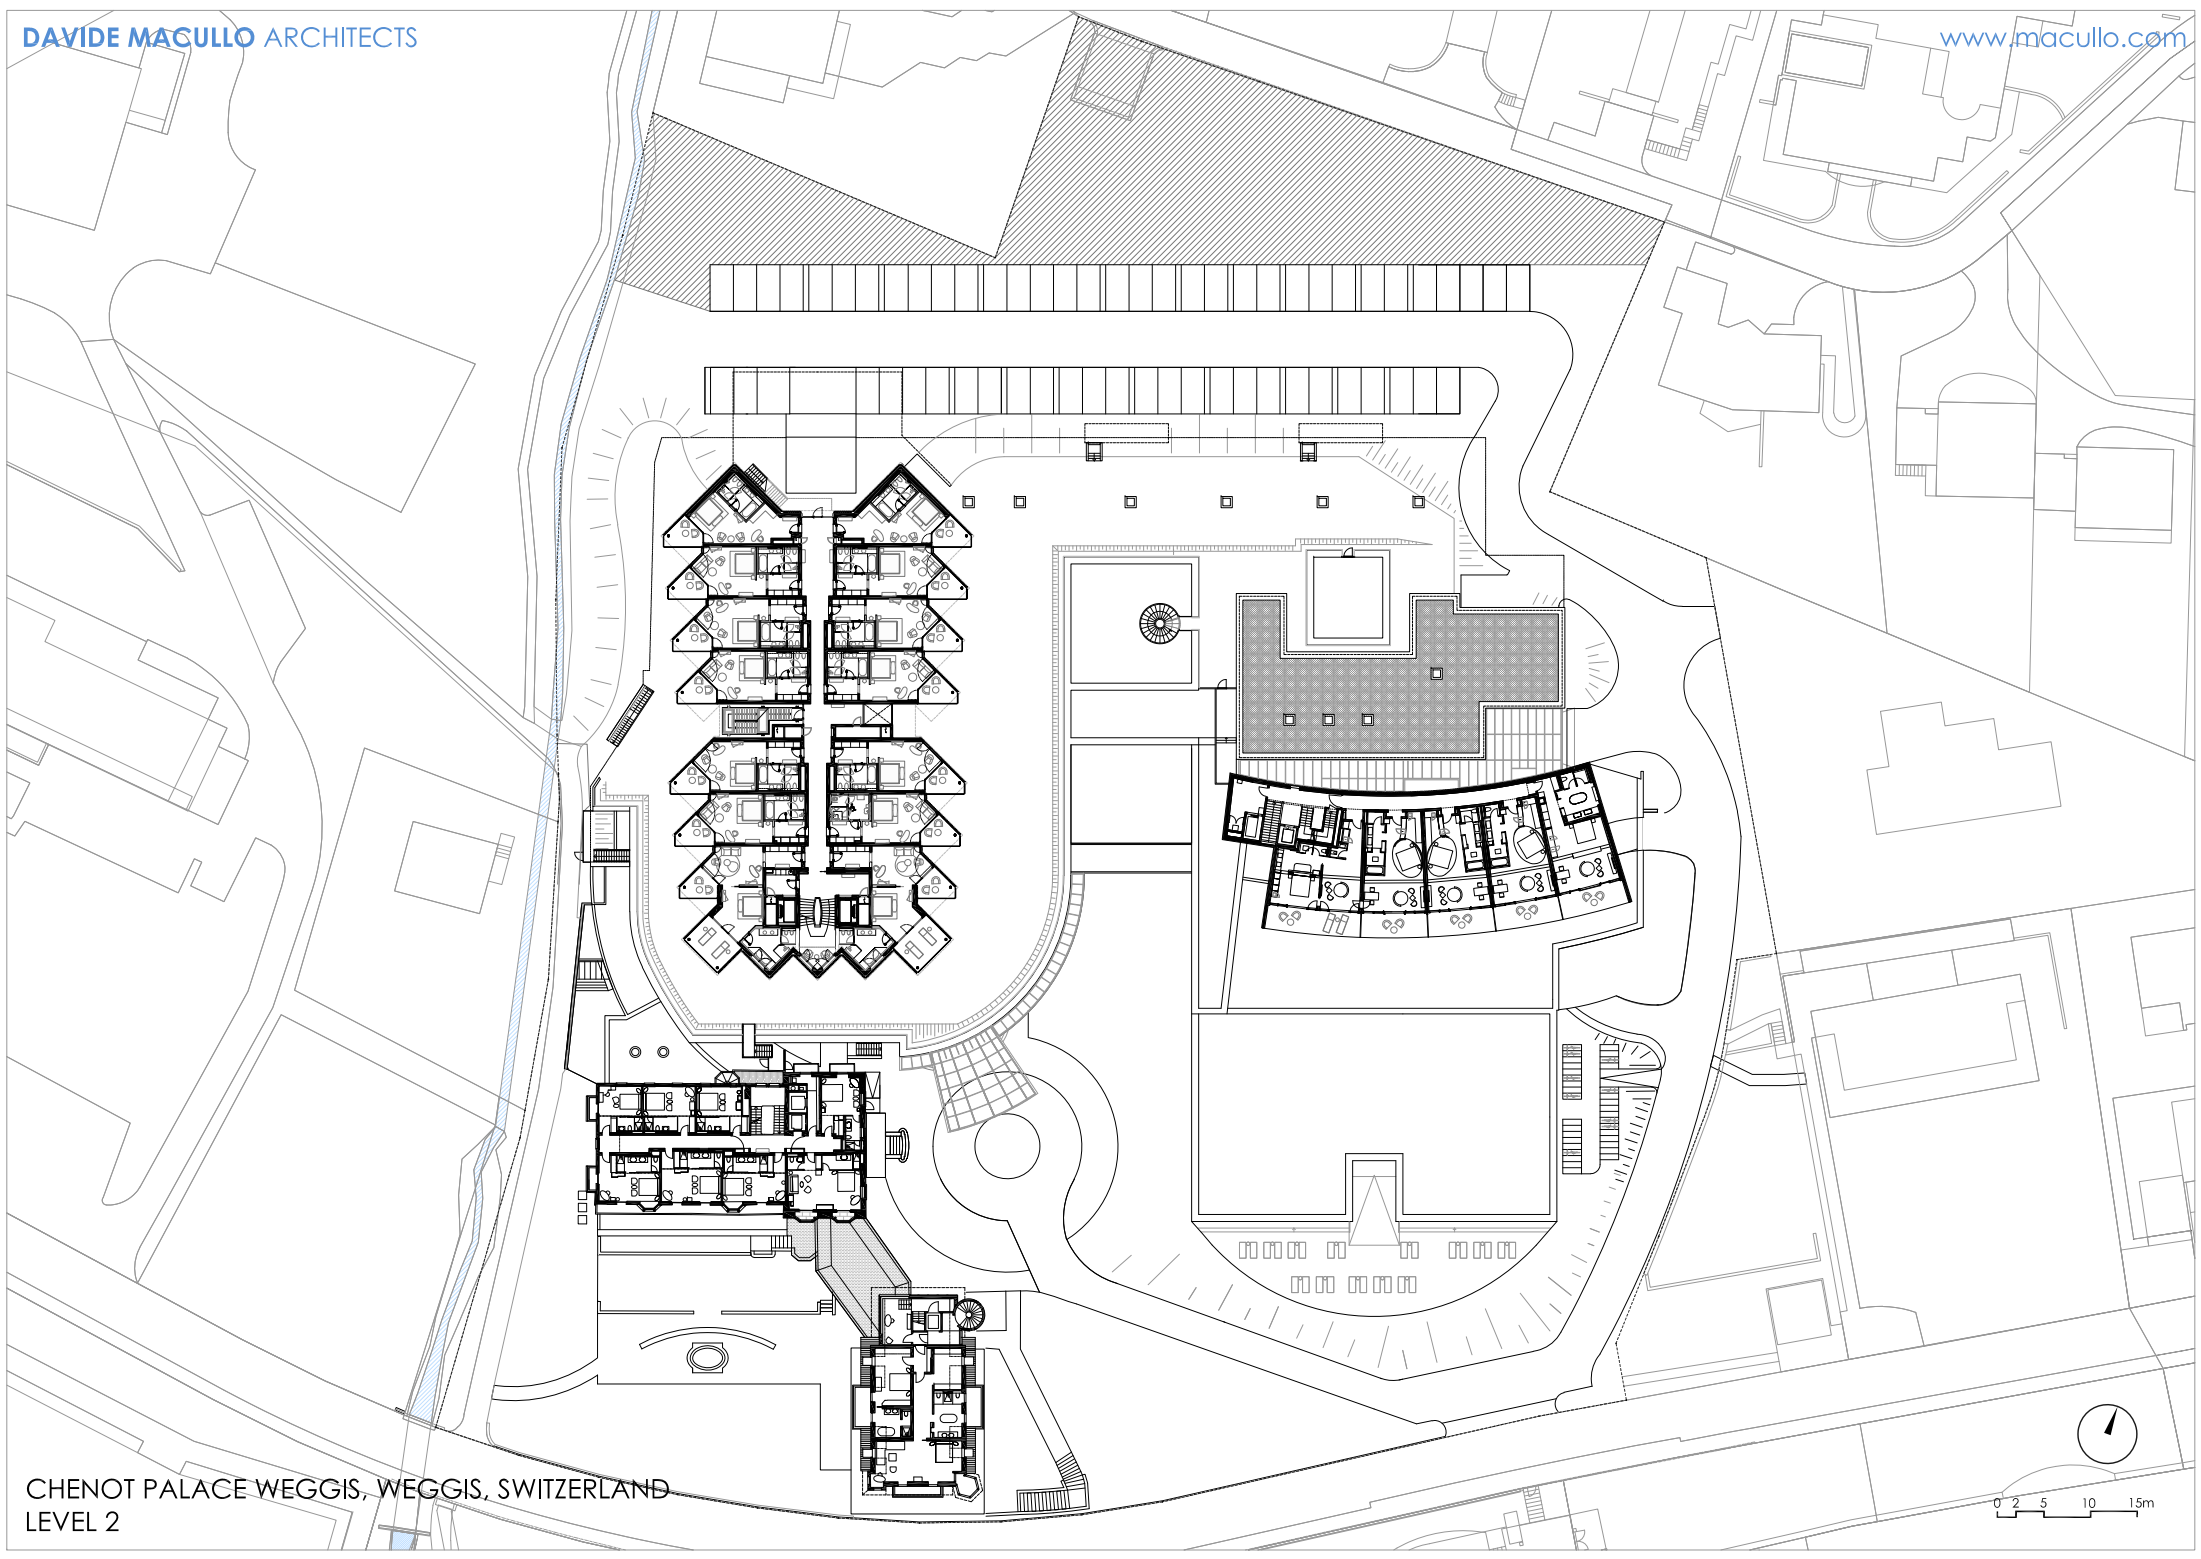 DAVIDE MACULLO ARCHITECTS
www.macullo.com
CHENOT PALACE WEGGIS, WEGGIS, SWITZERLAND
LEVEL 2
0 2 5 10 15m